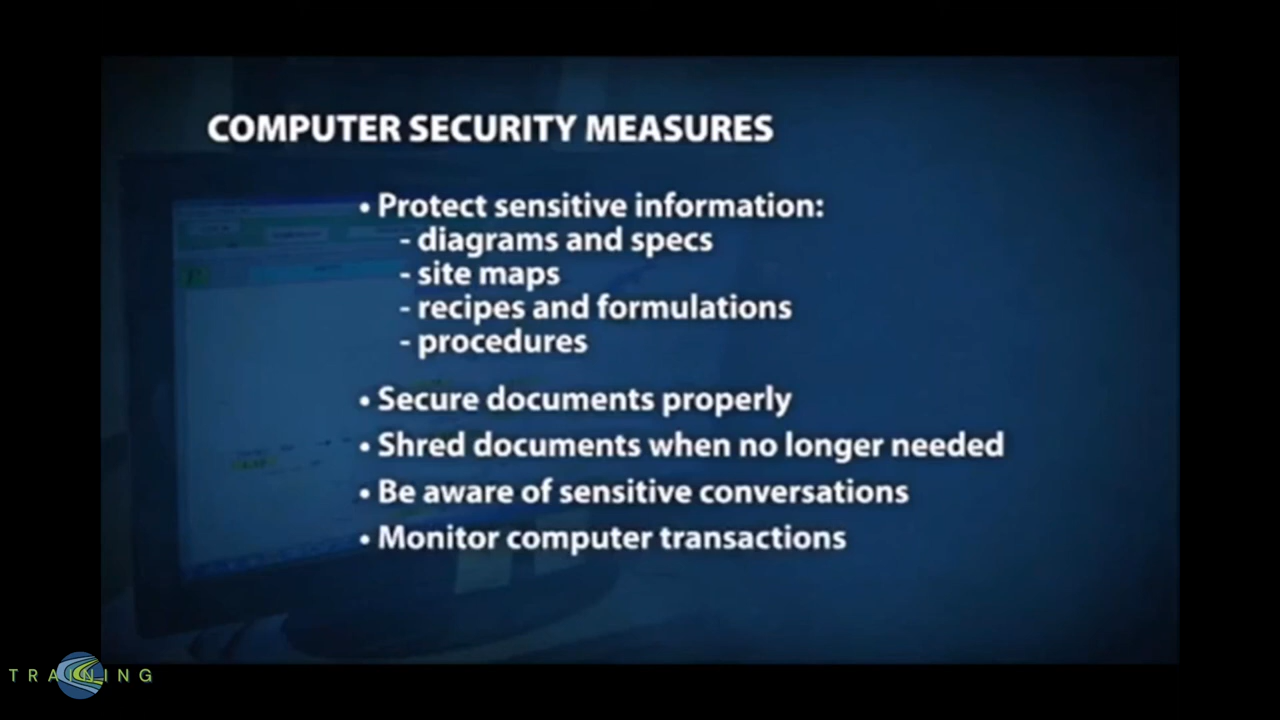 COMPUTER SECURITY MEASURES
• Protect sensitive information:
- diagrams and specs
- site maps
- recipes and formulations
- procedures
• Secure documents properly
• Shred documents when no longer needed
• Be aware of sensitive conversations
• Monitor computer transactions
TRAINING